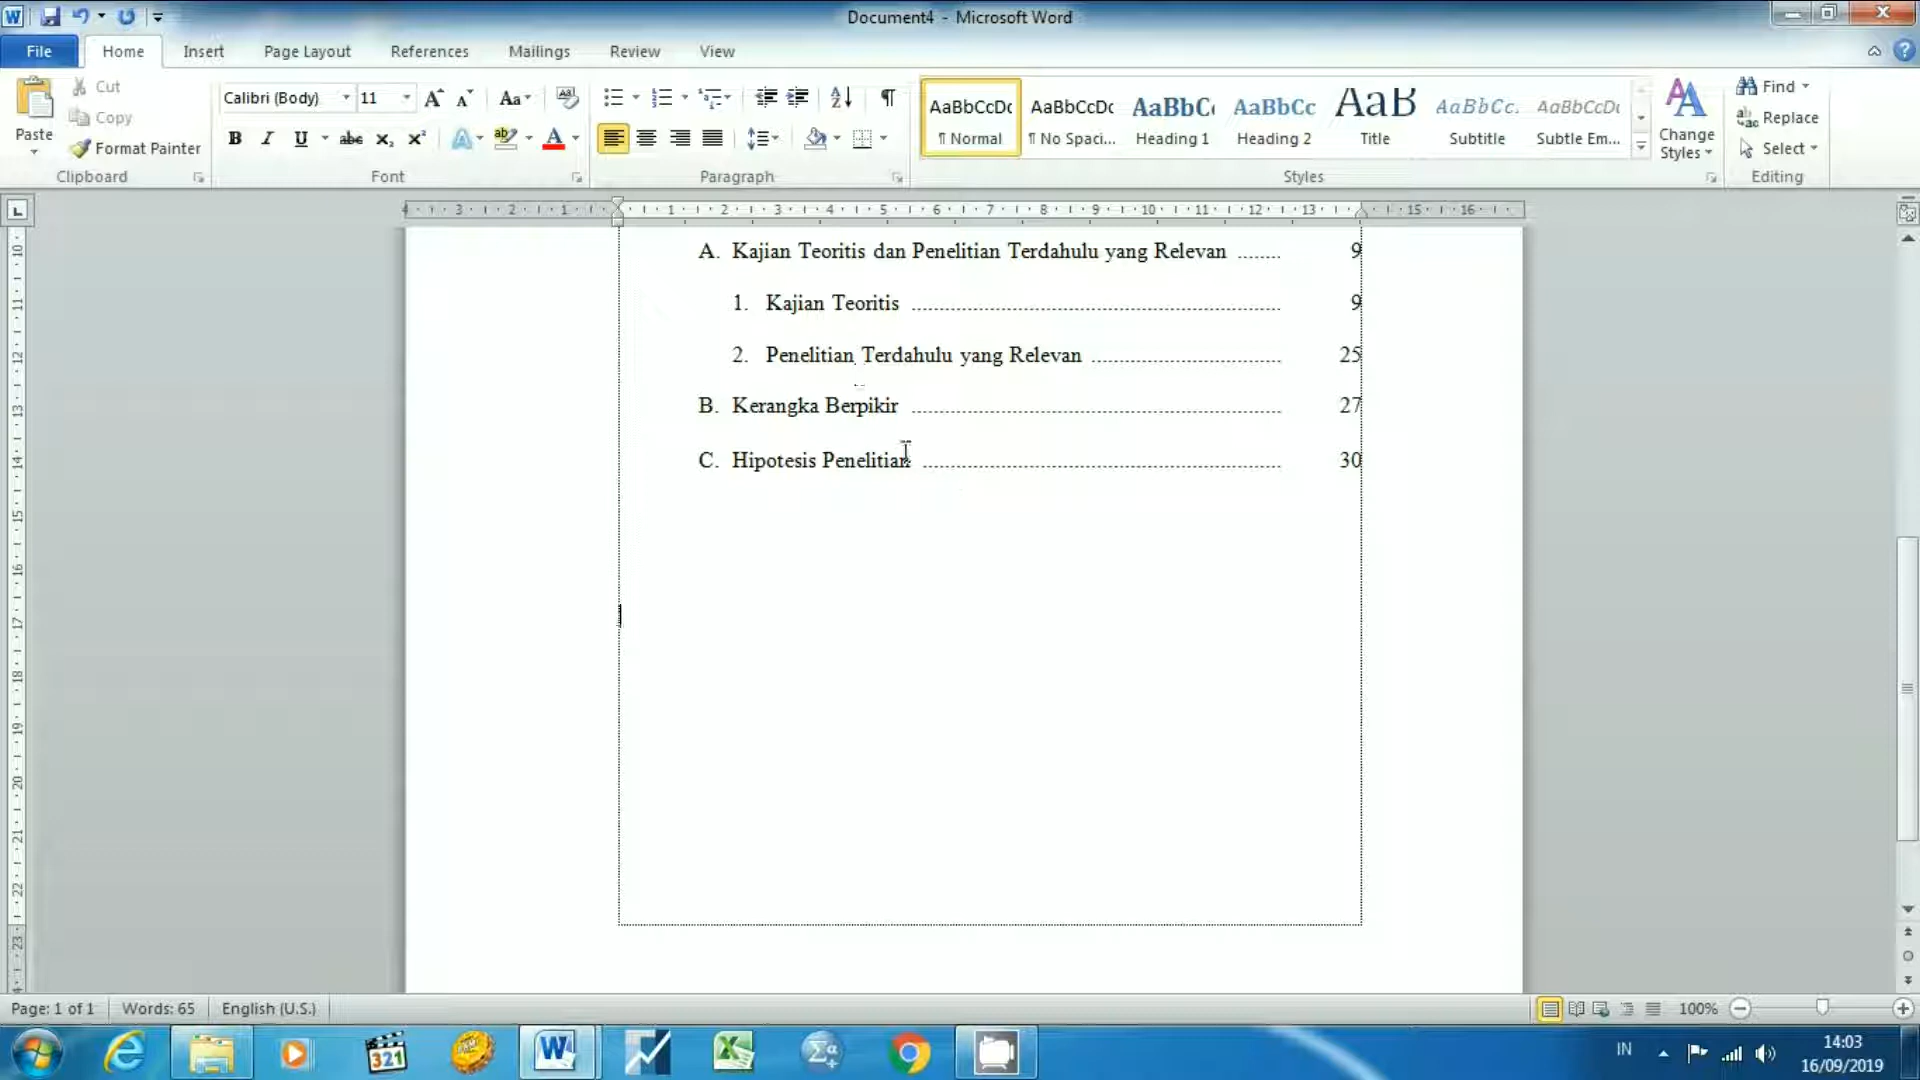 Document4 - Microsoft Word
File Home Insert Page Layout References Mailings Review View
Paste
Cut
Copy
Format Painter
Clipboard
Calibri (Body) 11
Font
Paragraph
AaBbCcDc AaBbCcDc AaBbC AaBbCc AaB AaBbCc. AaBbCcDc
¶ Normal ¶ No Spaci... Heading 1 Heading 2 Title Subtitle Subtle Em...
Styles
Change Styles
Find
Replace
Select
Editing
A. Kajian Teoritis dan Penelitian Terdahulu yang Relevan ........ 9
1. Kajian Teoritis ........ 9
2. Penelitian Terdahulu yang Relevan ........ 25
B. Kerangka Berpikir ........ 27
C. Hipotesis Penelitian ........ 30
Page: 1 of 1 Words: 65 English (U.S.) 100%
321
IN
14:03
16/09/2019